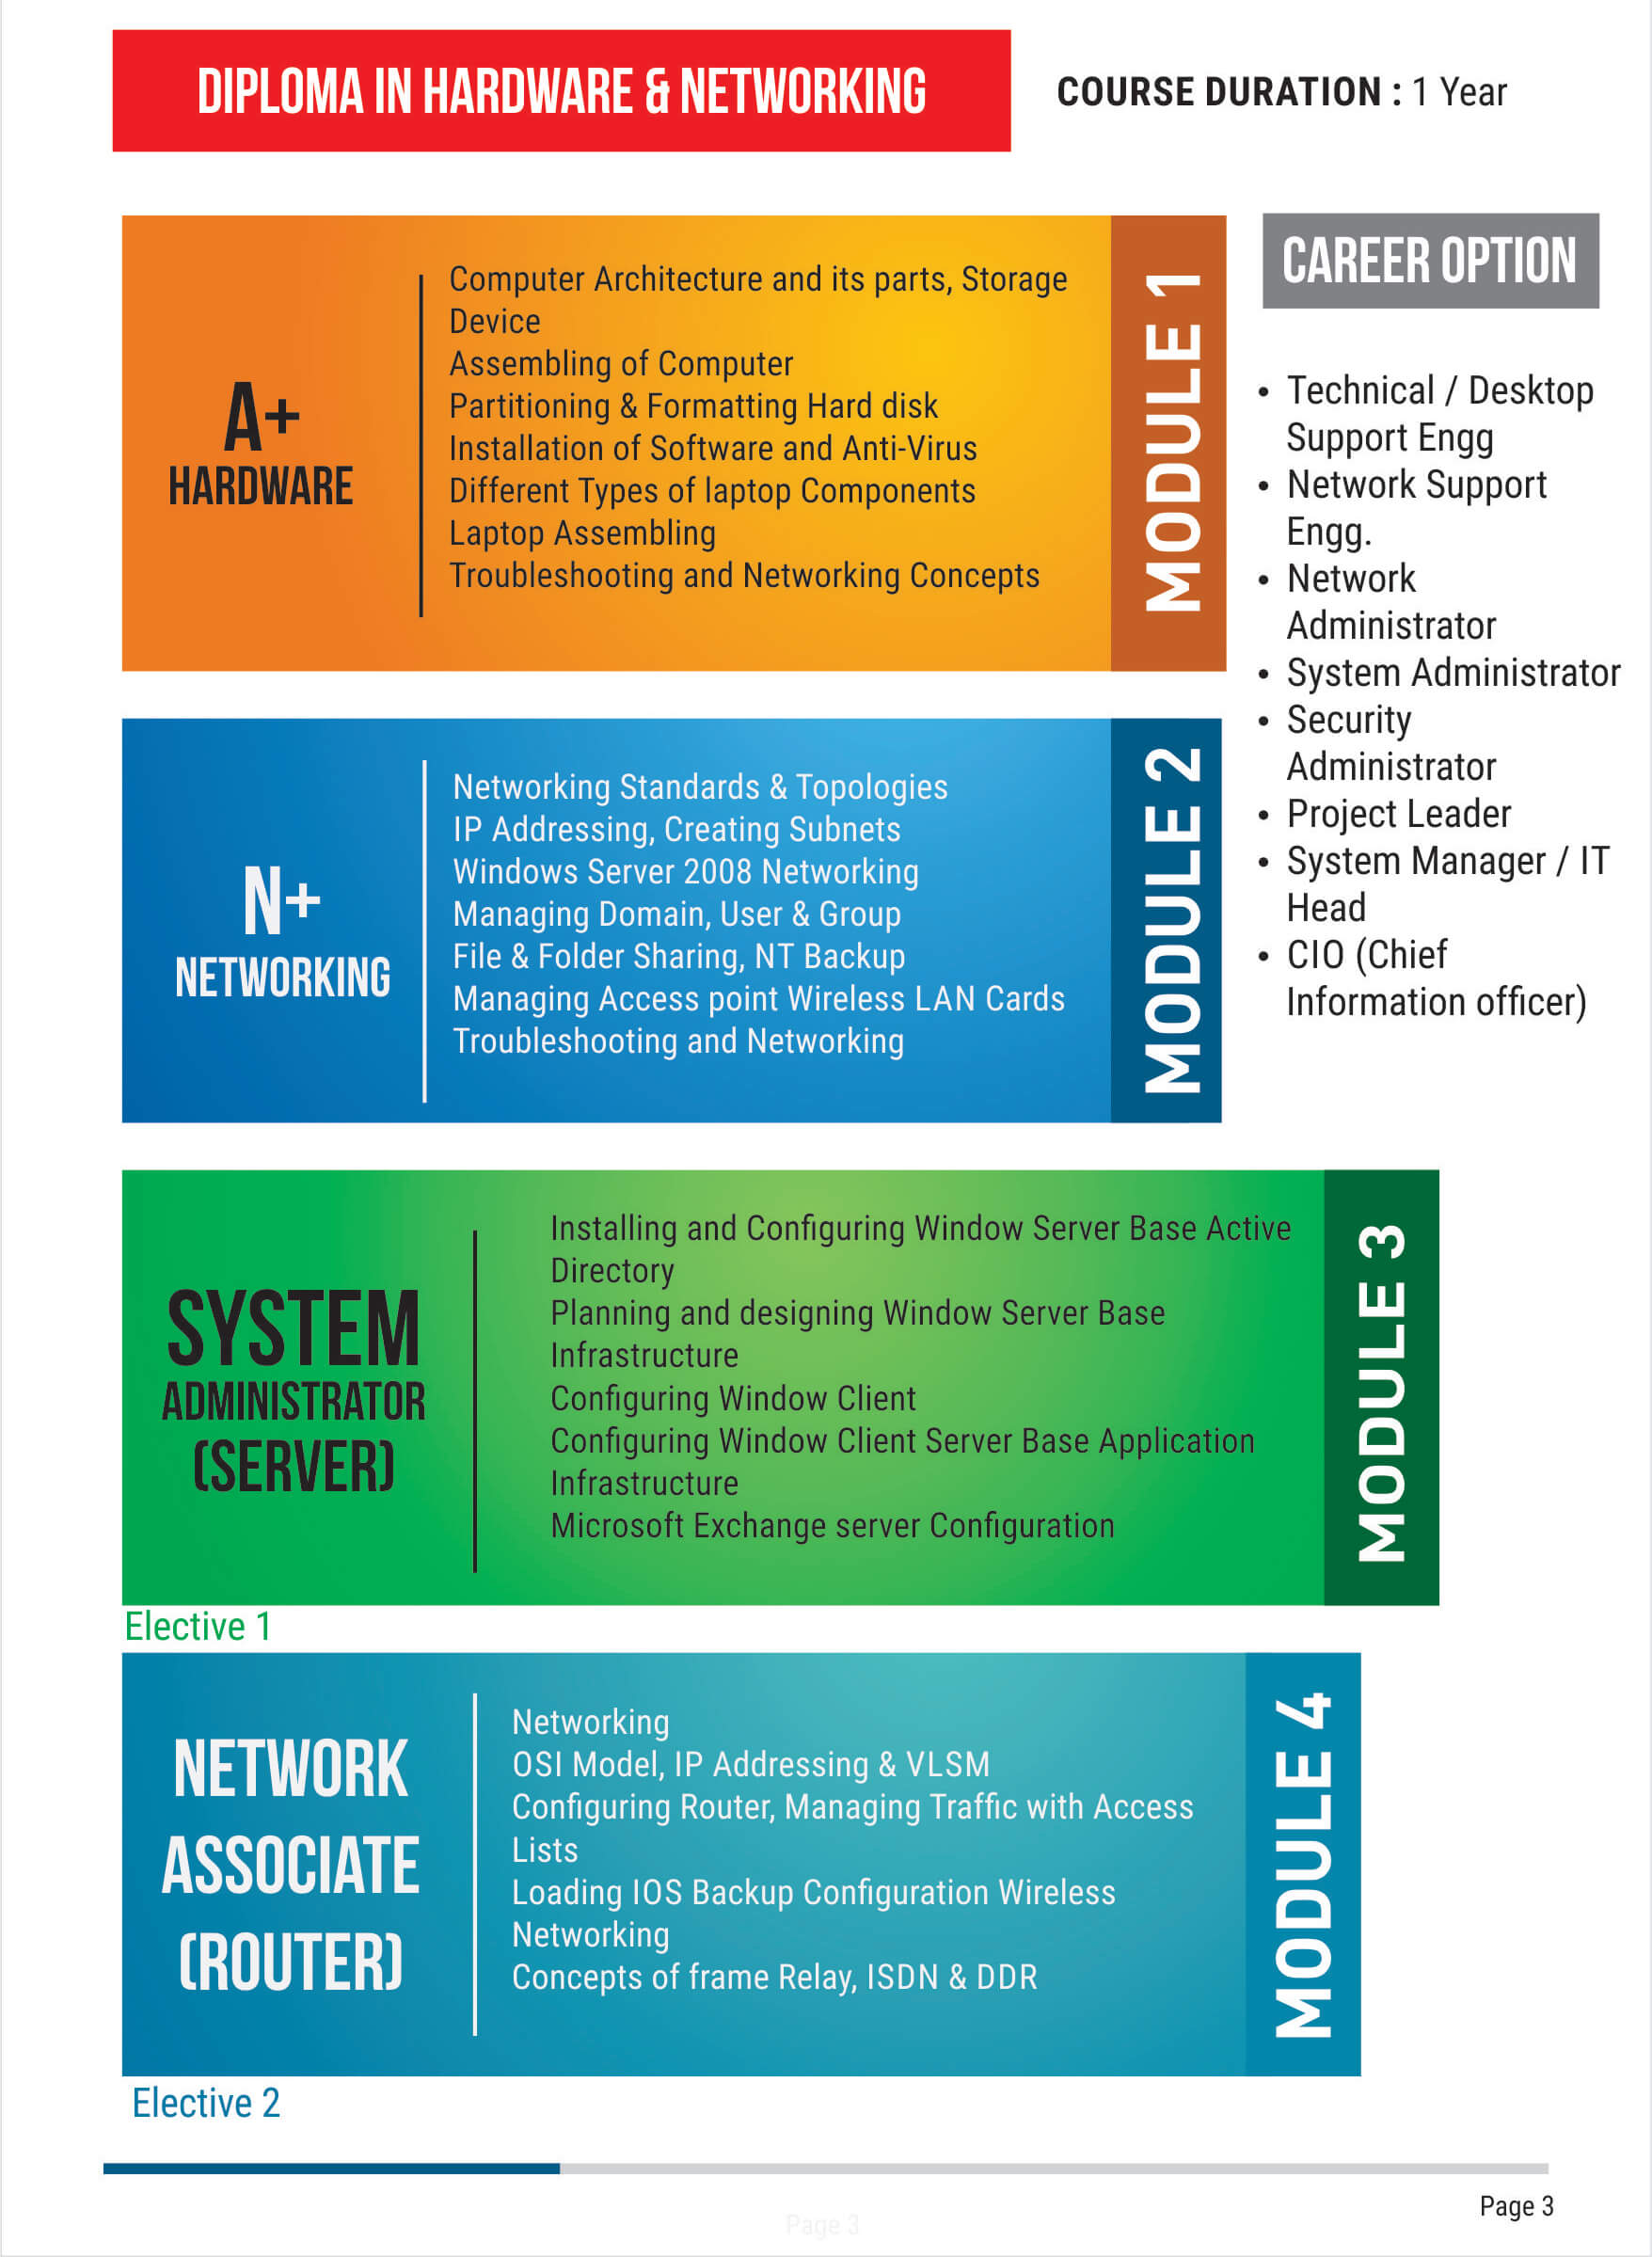 DIPLOMA IN HARDWARE & NETWORKING
COURSE DURATION : 1 Year
A+
HARDWARE
Computer Architecture and its parts, Storage
Device
Assembling of Computer
Partitioning & Formatting Hard disk
Installation of Software and Anti-Virus
Different Types of laptop Components
Laptop Assembling
Troubleshooting and Networking Concepts
MODULE 1
CAREER OPTION
• Technical / Desktop
Support Engg
• Network Support
Engg.
• Network
Administrator
• System Administrator
• Security
Administrator
• Project Leader
• System Manager / IT
Head
• CIO (Chief
Information officer)
N+
NETWORKING
Networking Standards & Topologies
IP Addressing, Creating Subnets
Windows Server 2008 Networking
Managing Domain, User & Group
File & Folder Sharing, NT Backup
Managing Access point Wireless LAN Cards
Troubleshooting and Networking
MODULE 2
SYSTEM
ADMINISTRATOR
(SERVER)
Installing and Configuring Window Server Base Active
Directory
Planning and designing Window Server Base
Infrastructure
Configuring Window Client
Configuring Window Client Server Base Application
Infrastructure
Microsoft Exchange server Configuration
MODULE 3
Elective 1
NETWORK
ASSOCIATE
(ROUTER)
Networking
OSI Model, IP Addressing & VLSM
Configuring Router, Managing Traffic with Access
Lists
Loading IOS Backup Configuration Wireless
Networking
Concepts of frame Relay, ISDN & DDR
MODULE 4
Elective 2
Page 3
Page 3